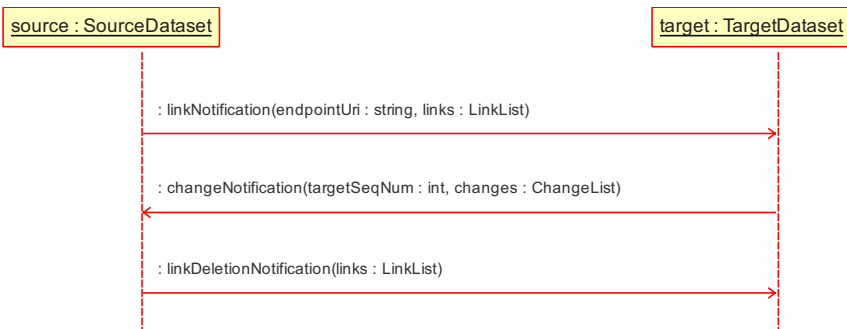 source : SourceDataset
target : TargetDataset
: linkNotification(endpointUri : string, links : LinkList)
: changeNotification(targetSeqNum : int, changes : ChangeList)
: linkDeletionNotification(links : LinkList)